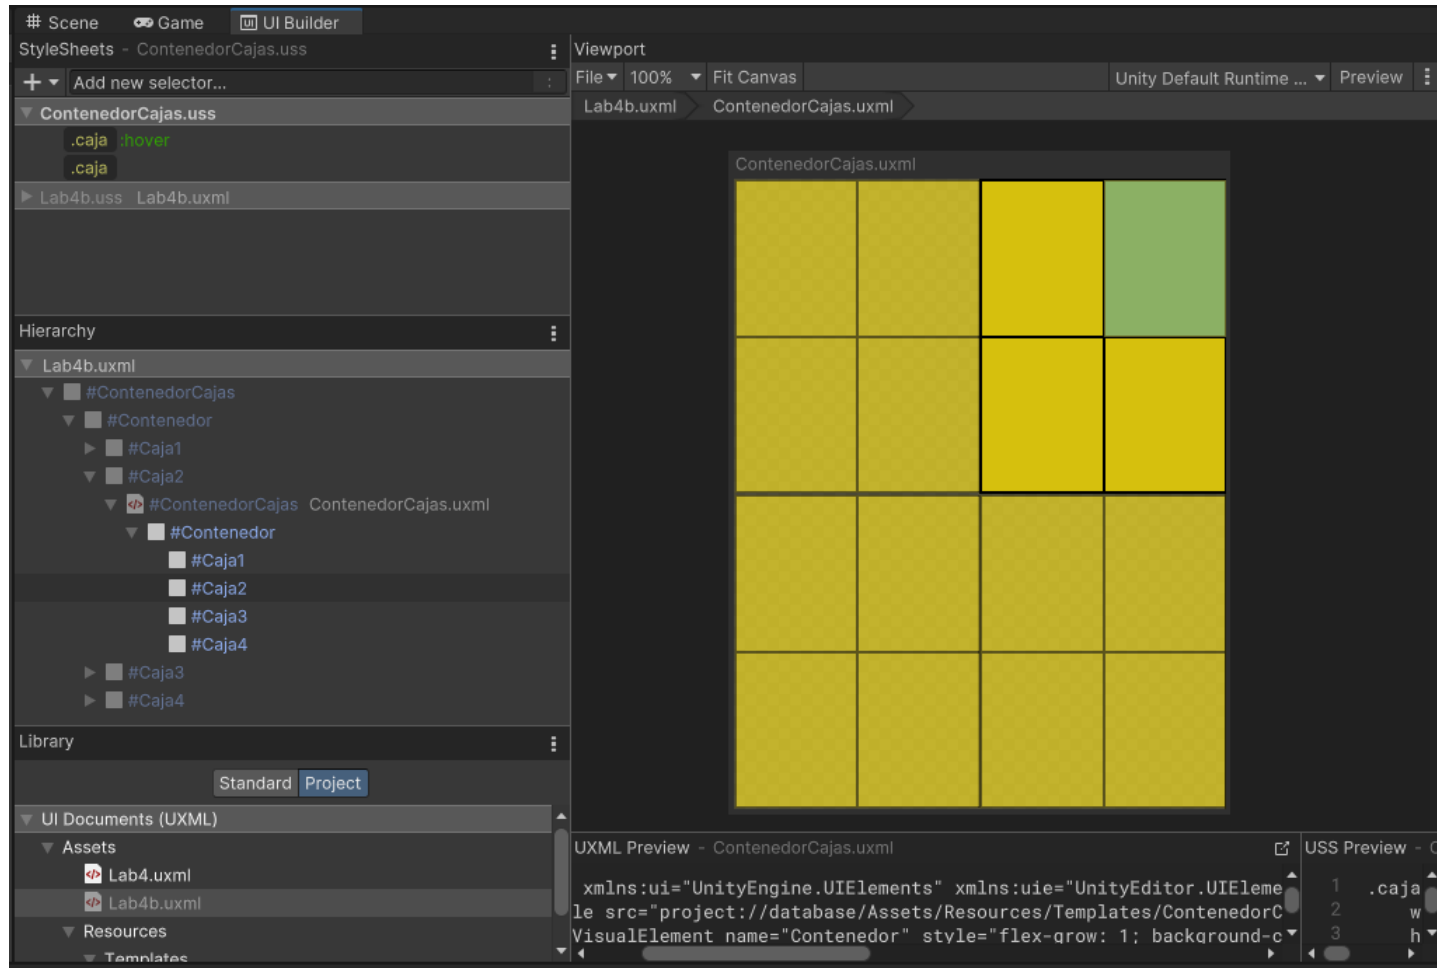 Scene Game UI Builder
StyleSheets - ContenedorCajas.uss
Add new selector...
ContenedorCajas.uss
.caja :hover
.caja
Lab4b.uss Lab4b.uxml
Hierarchy
Lab4b.uxml
#ContenedorCajas
#Contenedor
#Caja1
#Caja2
#ContenedorCajas ContenedorCajas.uxml
#Contenedor
#Caja1
#Caja2
#Caja3
#Caja4
#Caja3
#Caja4
Library
Standard Project
UI Documents (UXML)
Assets
Lab4.uxml
Lab4b.uxml
Resources
Templates
Viewport
File 100% Fit Canvas Unity Default Runtime ... Preview
Lab4b.uxml ContenedorCajas.uxml
ContenedorCajas.uxml
UXML Preview - ContenedorCajas.uxml
xmlns:ui="UnityEngine.UIElements" xmlns:uie="UnityEditor.UIEleme
le src="project://database/Assets/Resources/Templates/ContenedorC
VisualElement name="Contenedor" style="flex-grow: 1; background-c
USS Preview - C
1 .caja
2 w
3 h